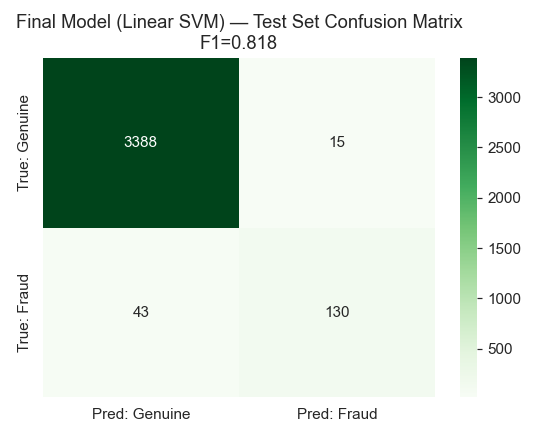 Final Model (Linear SVM) — Test Set Confusion Matrix
F1=0.818
True: Genuine
3388
15
True: Fraud
43
130
Pred: Genuine
Pred: Fraud
3000
2500
2000
1500
1000
500